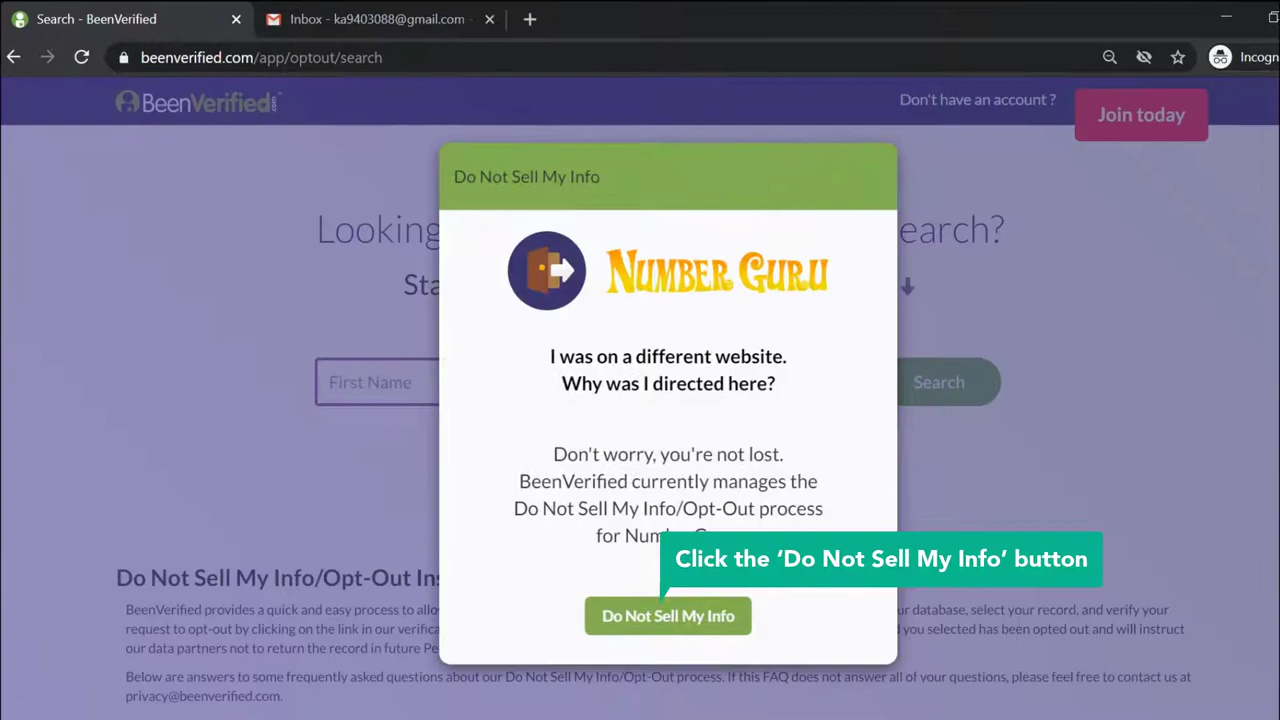 Search - BeenVerified
Inbox - ka9403088@gmail.com -
beenverified.com/app/optout/search
Incogn
BeenVerified.com
Don't have an account ?
Join today
Do Not Sell My Info
Looking
earch?
NUMBER GURU
Sta
I was on a different website.
Why was I directed here?
First Name
Search
Don't worry, you're not lost.
BeenVerified currently manages the
Do Not Sell My Info/Opt-Out process
for Num
Click the ‘Do Not Sell My Info’ button
Do Not Sell My Info/Opt-Out Ins
Do Not Sell My Info
BeenVerified provides a quick and easy process to allo
ur database, select your record, and verify your
request to opt-out by clicking on the link in our verifica
d you selected has been opted out and will instruct
our data partners not to return the record in future Pe
Below are answers to some frequently asked questions about our Do Not Sell My Info/Opt-Out process. If this FAQ does not answer all of your questions, please feel free to contact us at
privacy@beenverified.com.